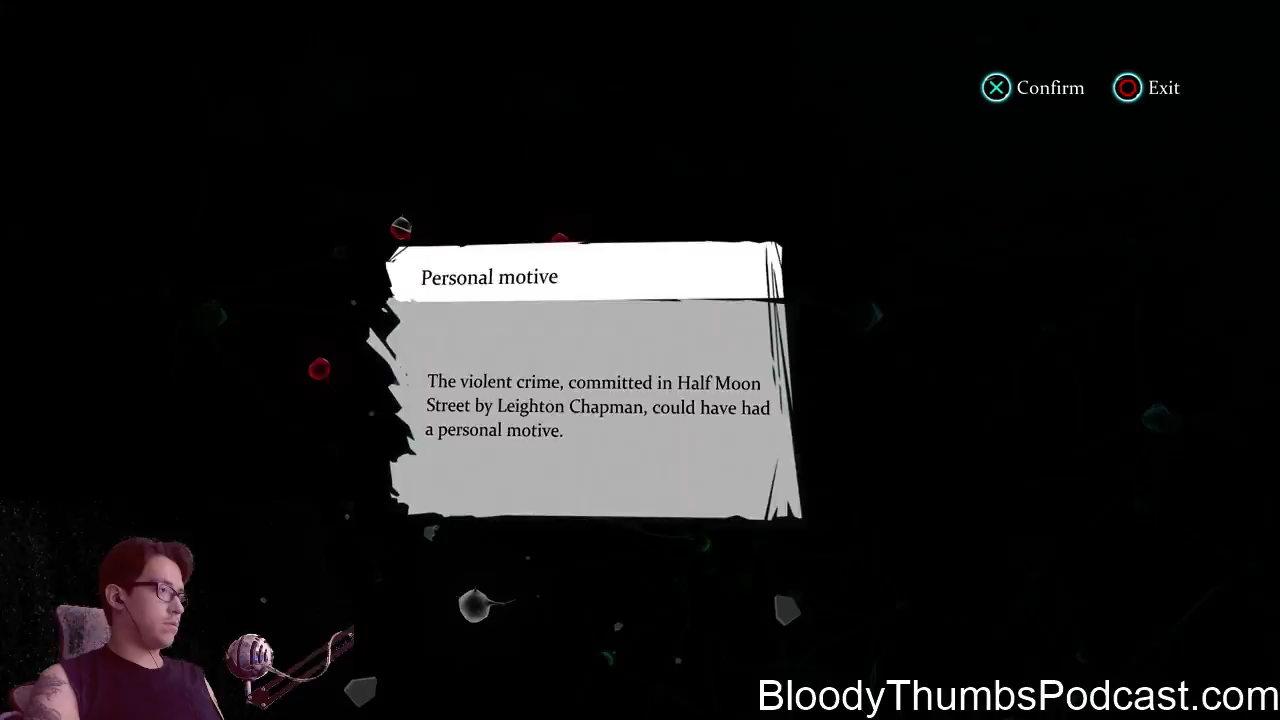 Confirm
Exit
Personal motive
The violent crime, committed in Half Moon
Street by Leighton Chapman, could have had
a personal motive.
BloodyThumbsPodcast.com